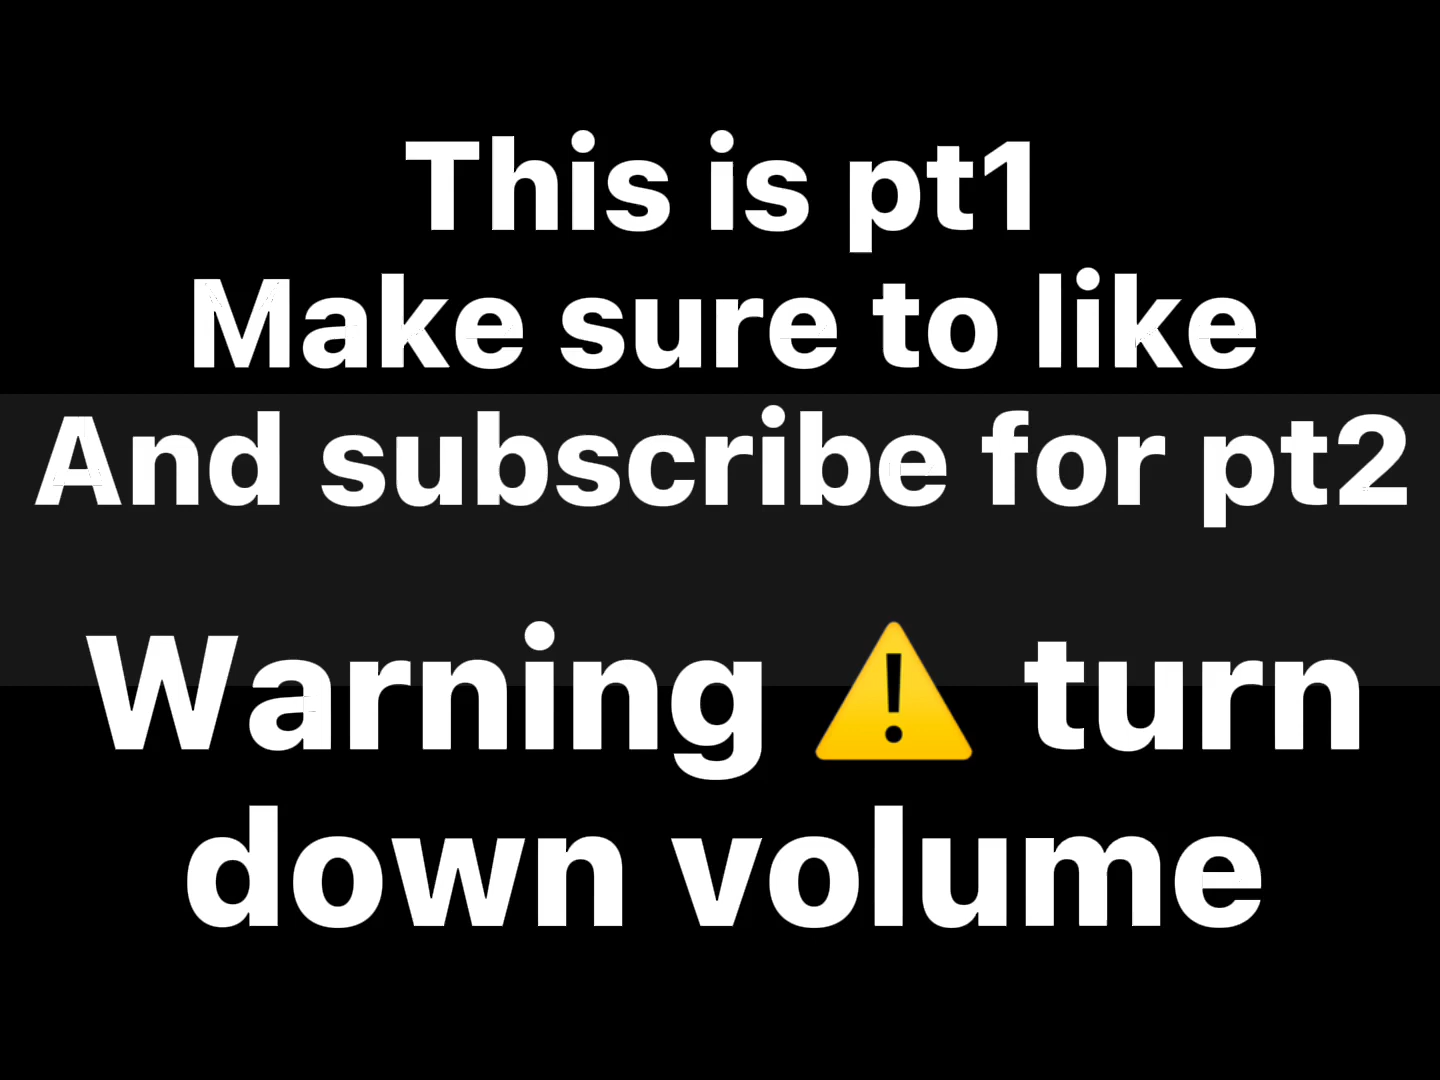 This is pt1
Make sure to like
And subscribe for pt2
Warning ⚠️ turn
down volume